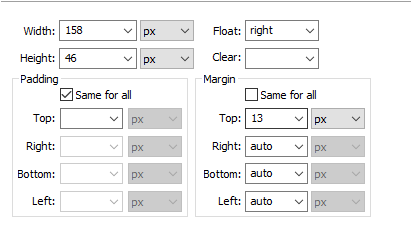 Width: 158 px Float: right
Height: 46 px Clear:
Padding Margin
Same for all Same for all
Top: px Top: 13 px
Right: px Right: auto px
Bottom: px Bottom: auto px
Left: px Left: auto px